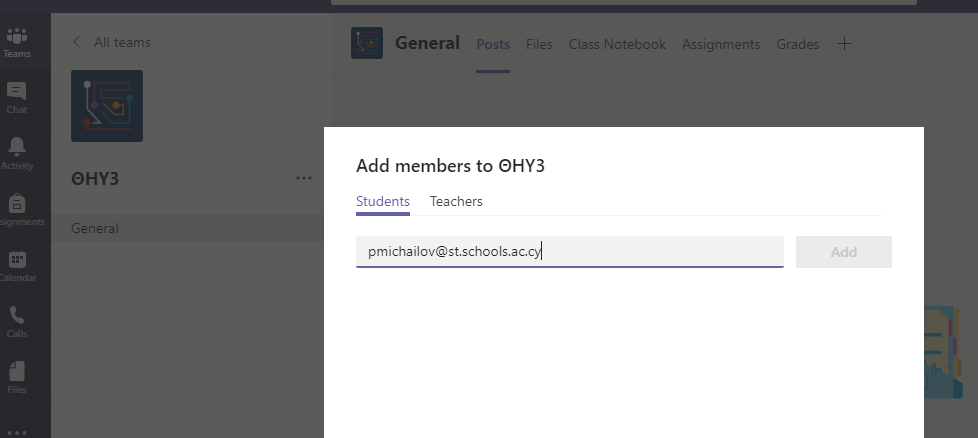 All teams
General
Posts
Files
Class Notebook
Assignments
Grades
Teams
Chat
Activity
ssignments
Calendar
Calls
Files
ΘΗΥ3
General
Add members to ΘΗΥ3
Students
Teachers
pmichailov@st.schools.ac.cy
Add